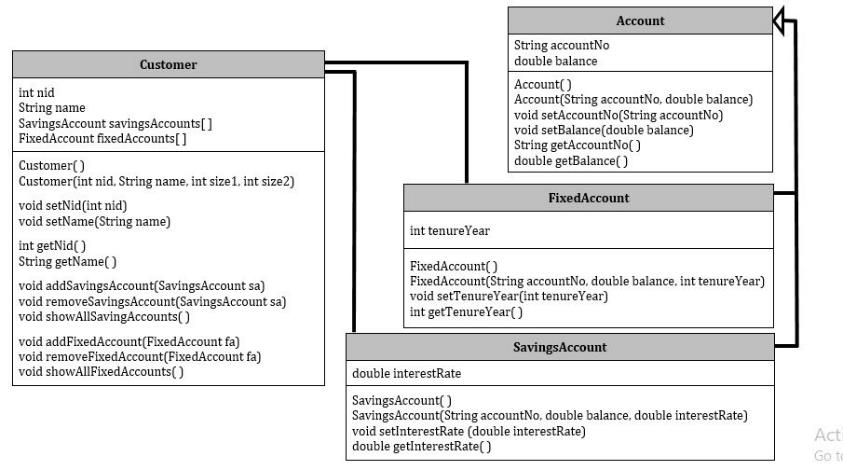 Account
String accountNo
double balance
Account( )
Account(String accountNo, double balance)
void setAccountNo(String accountNo)
void setBalance(double balance)
String getAccountNo( )
double getBalance( )
Customer
int nid
String name
SavingsAccount savingsAccounts[ ]
FixedAccount fixedAccounts[ ]
Customer( )
Customer(int nid, String name, int size1, int size2)
void setNid(int nid)
void setName(String name)
int getNid( )
String getName( )
void addSavingsAccount(SavingsAccount sa)
void removeSavingsAccount(SavingsAccount sa)
void showAllSavingAccounts( )
void addFixedAccount(FixedAccount fa)
void removeFixedAccount(FixedAccount fa)
void showAllFixedAccounts( )
FixedAccount
int tenureYear
FixedAccount( )
FixedAccount(String accountNo, double balance, int tenureYear)
void setTenureYear(int tenureYear)
int getTenureYear( )
SavingsAccount
double interestRate
SavingsAccount( )
SavingsAccount(String accountNo, double balance, double interestRate)
void setInterestRate (double interestRate)
double getInterestRate( )
Acti
Go to